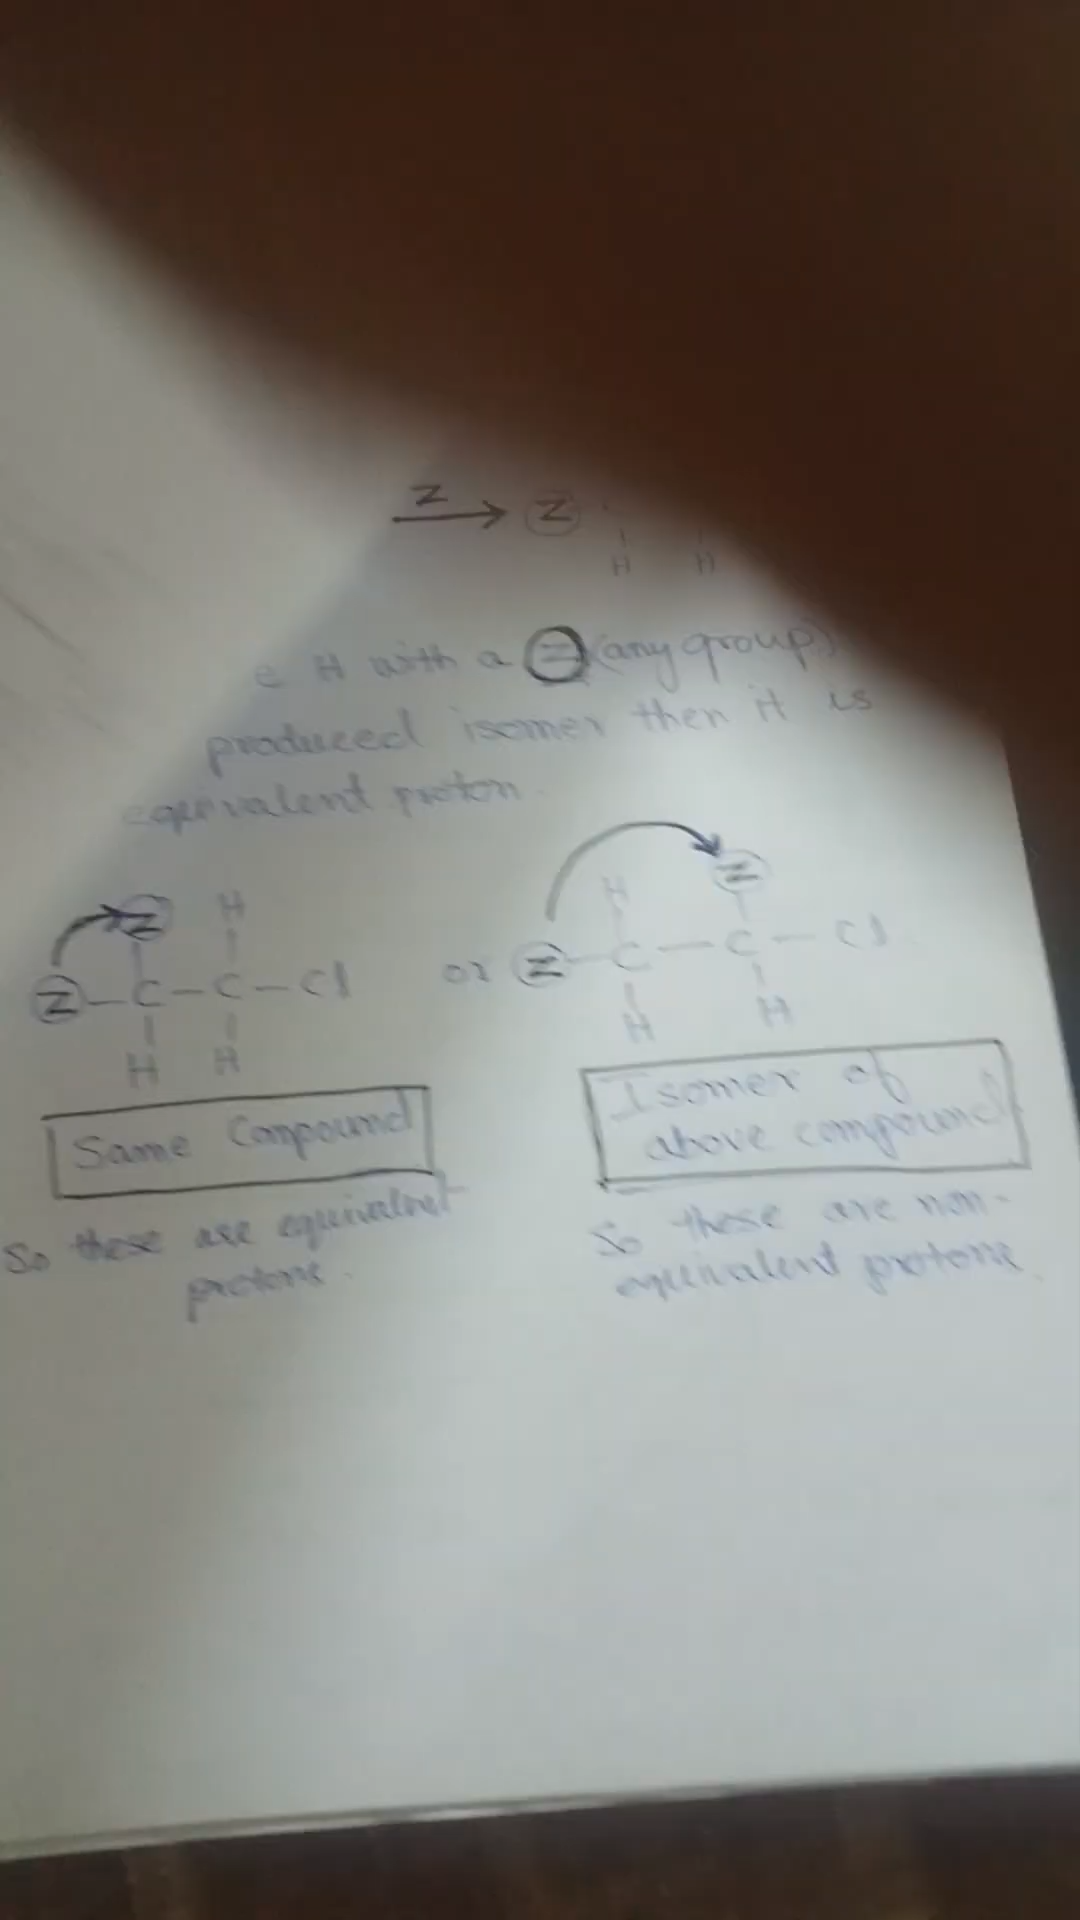 Z → Z
H H
e H with a Z (any group)
produced isomer then it is
equivalent proton.
Z H
Z-C-C-Cl
H H
Same Compound
So these are equivalent
protons.
or
H Z
Z-C-C-Cl
H H
Isomer of
above compound
So these are non-
equivalent protons.